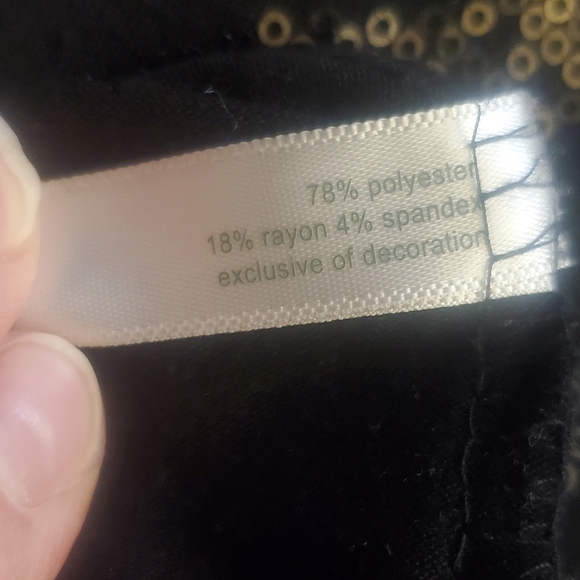 78% polyester
18% rayon 4% spandex
exclusive of decoration